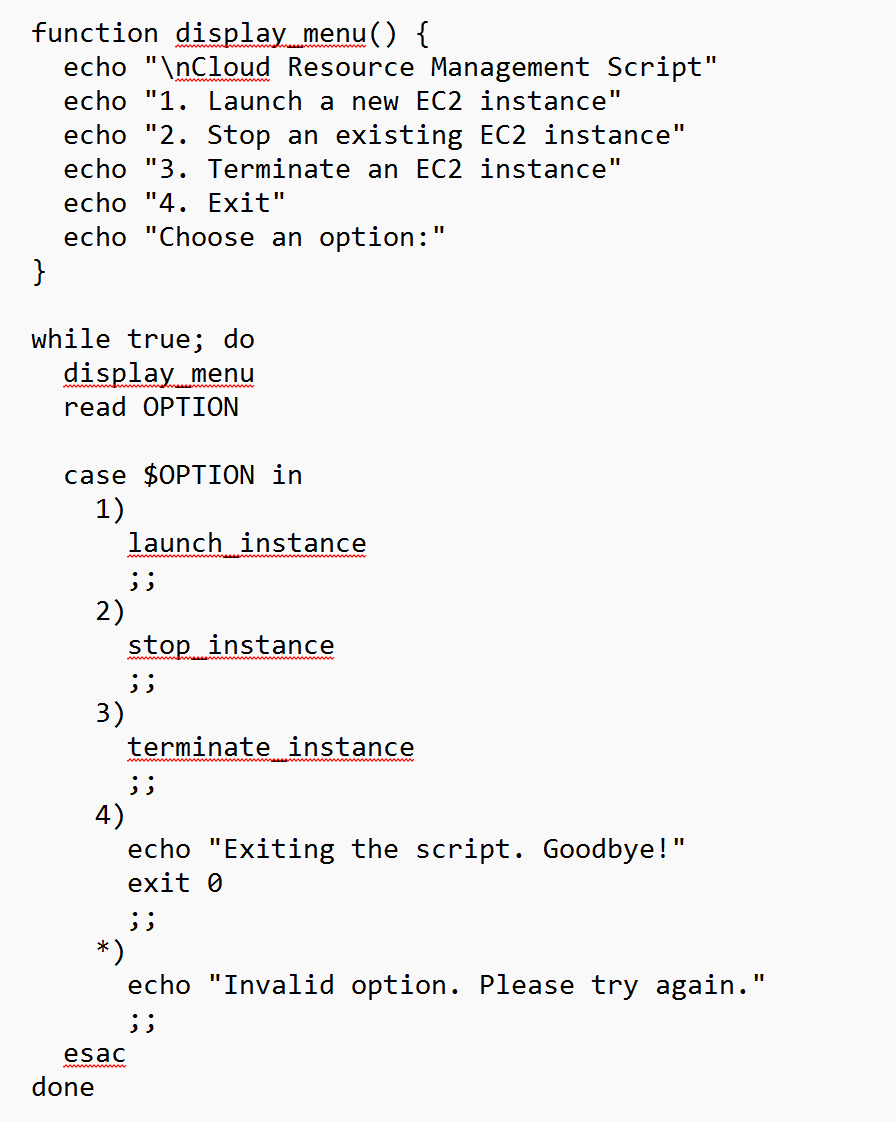 function display_menu() {
  echo "\nCloud Resource Management Script"
  echo "1. Launch a new EC2 instance"
  echo "2. Stop an existing EC2 instance"
  echo "3. Terminate an EC2 instance"
  echo "4. Exit"
  echo "Choose an option:"
}

while true; do
  display_menu
  read OPTION

  case $OPTION in
    1)
      launch_instance
      ;;
    2)
      stop_instance
      ;;
    3)
      terminate_instance
      ;;
    4)
      echo "Exiting the script. Goodbye!"
      exit 0
      ;;
    *)
      echo "Invalid option. Please try again."
      ;;
  esac
done